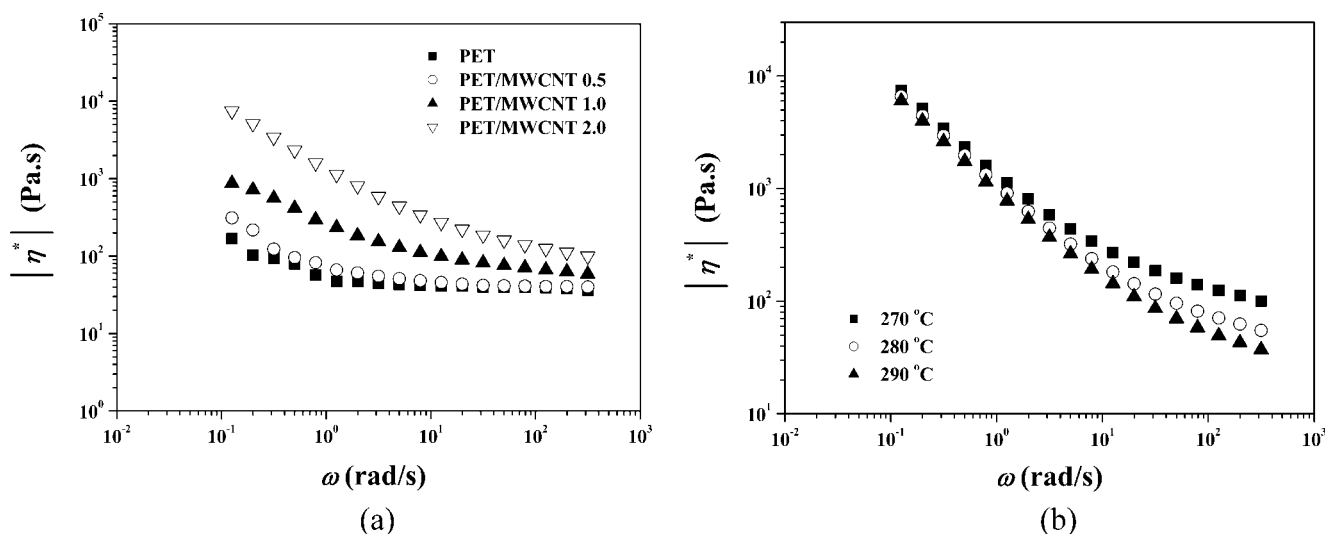 10^5
10^4
10^3
10^2
10^1
10^0
|η*| (Pa.s)
PET
PET/MWCNT 0.5
PET/MWCNT 1.0
PET/MWCNT 2.0
10^-2 10^-1 10^0 10^1 10^2 10^3
ω (rad/s)
(a)
10^4
10^3
10^2
10^1
|η*| (Pa.s)
270 °C
280 °C
290 °C
10^-2 10^-1 10^0 10^1 10^2 10^3
ω (rad/s)
(b)